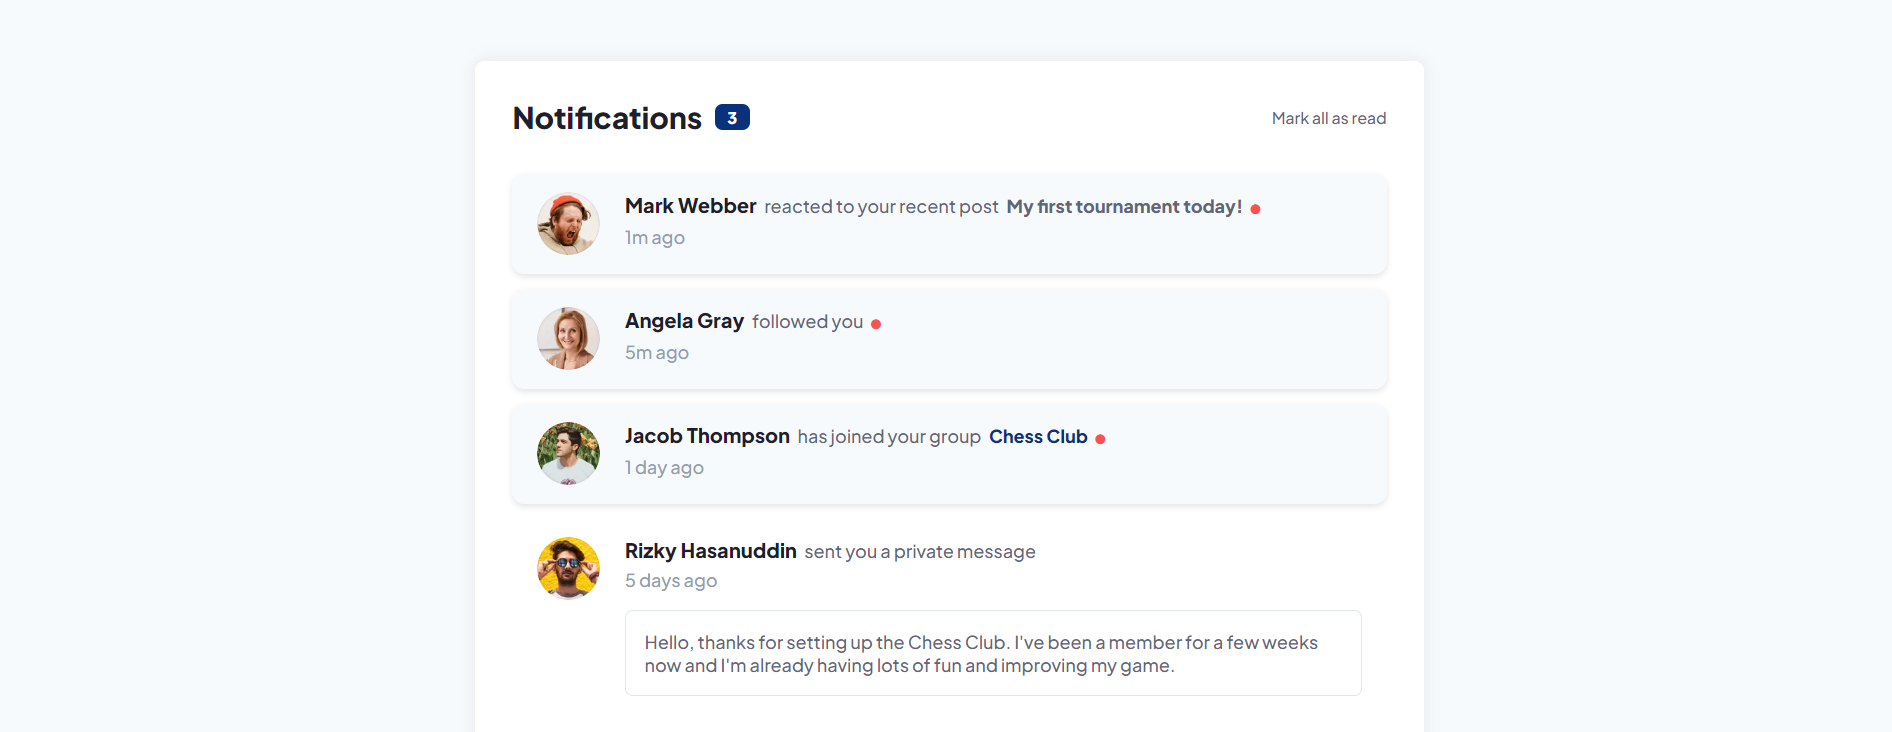 Notifications 3
Mark all as read
Mark Webber reacted to your recent post My first tournament today!
1m ago
Angela Gray followed you
5m ago
Jacob Thompson has joined your group Chess Club
1 day ago
Rizky Hasanuddin sent you a private message
5 days ago
Hello, thanks for setting up the Chess Club. I've been a member for a few weeks
now and I'm already having lots of fun and improving my game.